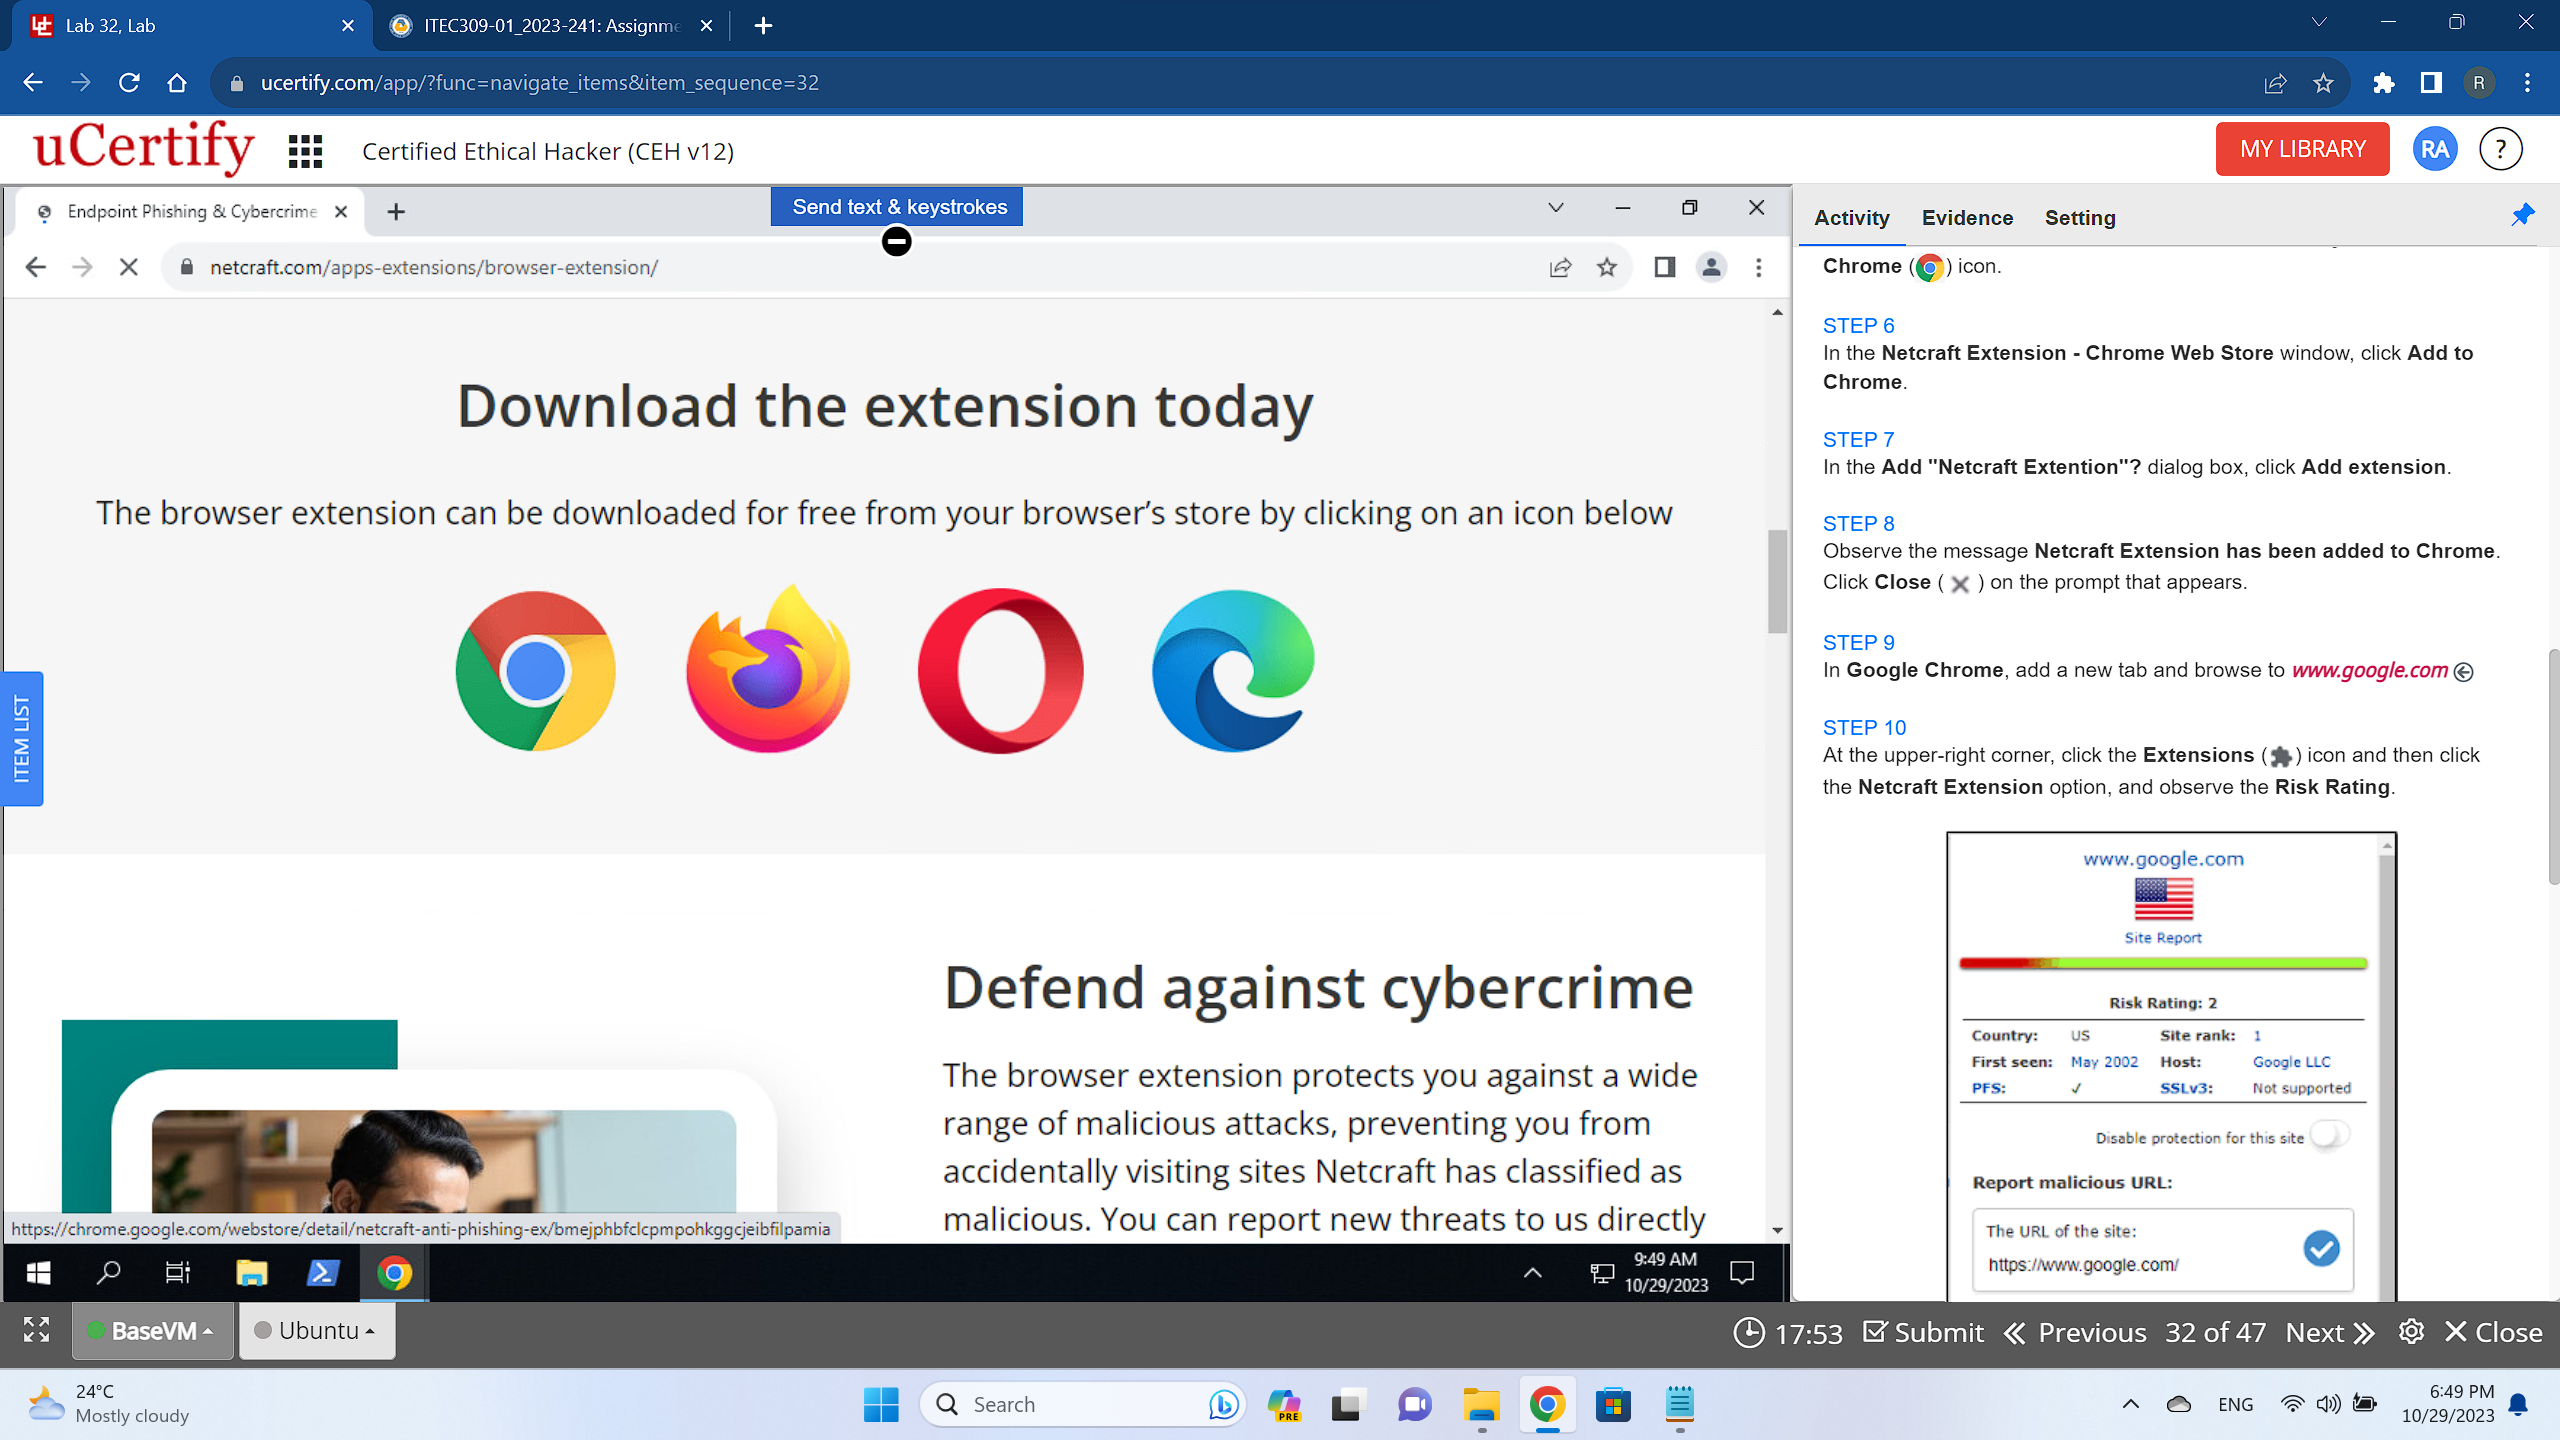 Lab 32, Lab
ITEC309-01_2023-241: Assignme
ucertify.com/app/?func=navigate_items&item_sequence=32
R
uCertify
Certified Ethical Hacker (CEH v12)
MY LIBRARY
RA
?
Endpoint Phishing & Cybercrime
Send text & keystrokes
netcraft.com/apps-extensions/browser-extension/
Download the extension today
The browser extension can be downloaded for free from your browser’s store by clicking on an icon below
ITEM LIST
Defend against cybercrime
The browser extension protects you against a wide
range of malicious attacks, preventing you from
accidentally visiting sites Netcraft has classified as
malicious. You can report new threats to us directly
https://chrome.google.com/webstore/detail/netcraft-anti-phishing-ex/bmejphbfclcpmpohkggcjeibfilpamia
9:49 AM
10/29/2023
Activity Evidence Setting
Chrome ( ) icon.
STEP 6
In the Netcraft Extension - Chrome Web Store window, click Add to
Chrome.
STEP 7
In the Add "Netcraft Extention"? dialog box, click Add extension.
STEP 8
Observe the message Netcraft Extension has been added to Chrome.
Click Close ( ) on the prompt that appears.
STEP 9
In Google Chrome, add a new tab and browse to www.google.com
STEP 10
At the upper-right corner, click the Extensions ( ) icon and then click
the Netcraft Extension option, and observe the Risk Rating.
www.google.com
Site Report
Risk Rating: 2
Country: US Site rank: 1
First seen: May 2002 Host: Google LLC
PFS: ✓ SSLv3: Not supported
Disable protection for this site
Report malicious URL:
The URL of the site:
https://www.google.com/
BaseVM
Ubuntu
17:53 Submit Previous 32 of 47 Next Close
24°C
Mostly cloudy
Search
PRE
ENG
6:49 PM
10/29/2023